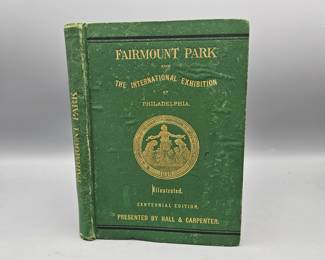 FAIRMOUNT PARK
FAIRMOUNT PARK
AND
THE INTERNATIONAL EXHIBITION
AT
PHILADELPHIA.
Illustrated.
CENTENNIAL EDITION.
PRESENTED BY HALL & CARPENTER.